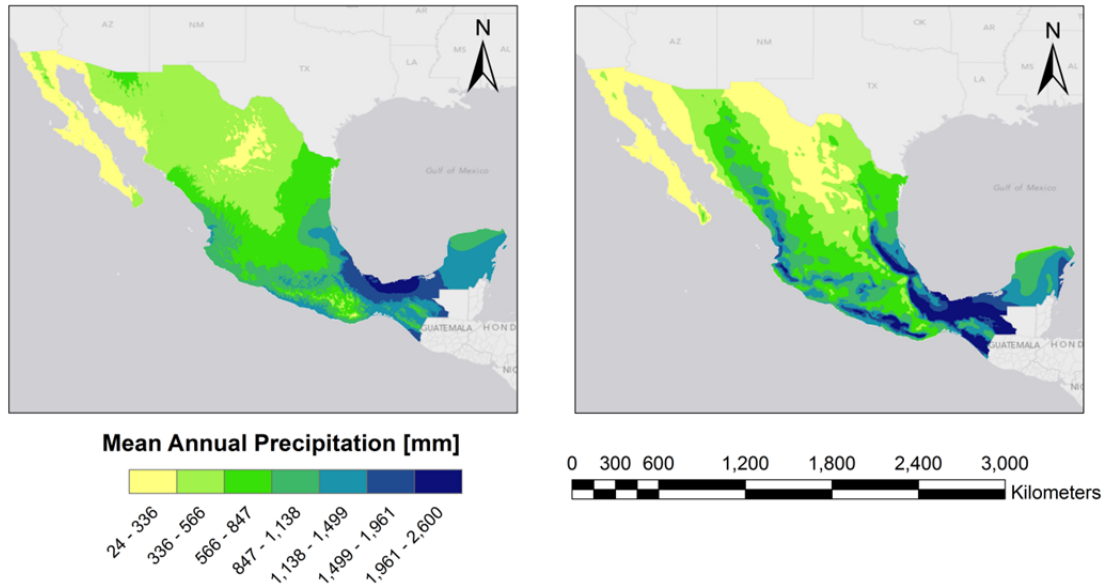 AZ
NM
AR
TX
MS
AL
LA
N
Gulf of Mexico
GUATEMALA
HOND
NIC
OK
AR
AZ
NM
MS
AL
TX
LA
N
Gulf of Mexico
GUATEMALA
HOND
NIC
Mean Annual Precipitation [mm]
24 - 336
336 - 566
566 - 847
847 - 1,138
1,138 - 1,499
1,499 - 1,961
1,961 - 2,600
0 300 600 1,200 1,800 2,400 3,000
Kilometers